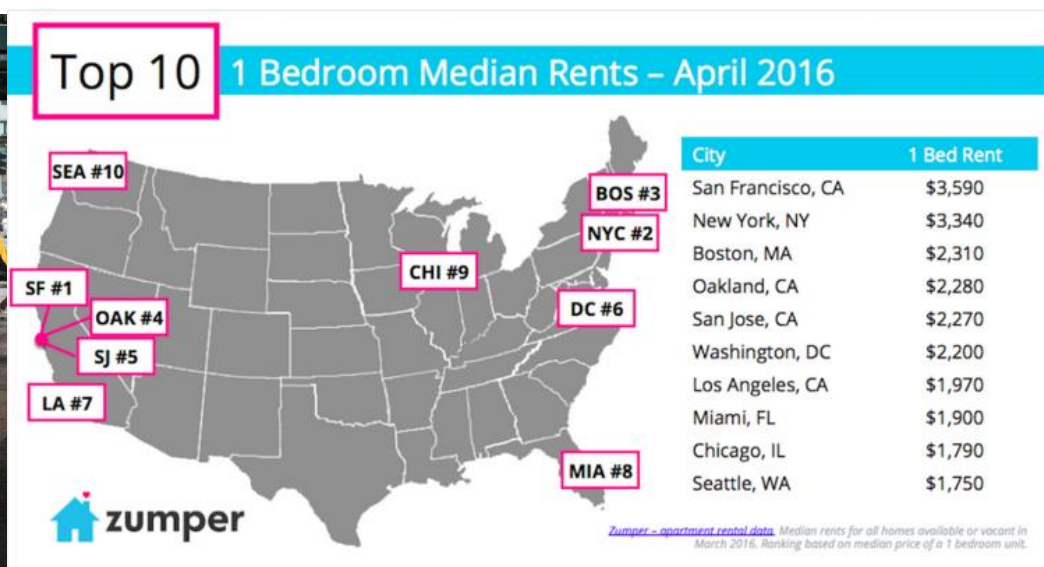 Top 10
1 Bedroom Median Rents – April 2016
SEA #10
BOS #3
NYC #2
CHI #9
SF #1
OAK #4
DC #6
SJ #5
LA #7
MIA #8
City 1 Bed Rent
San Francisco, CA $3,590
New York, NY $3,340
Boston, MA $2,310
Oakland, CA $2,280
San Jose, CA $2,270
Washington, DC $2,200
Los Angeles, CA $1,970
Miami, FL $1,900
Chicago, IL $1,790
Seattle, WA $1,750
zumper
Zumper – apartment rental data. Median rents for all homes available or vacant in
March 2016. Ranking based on median price of a 1 bedroom unit.